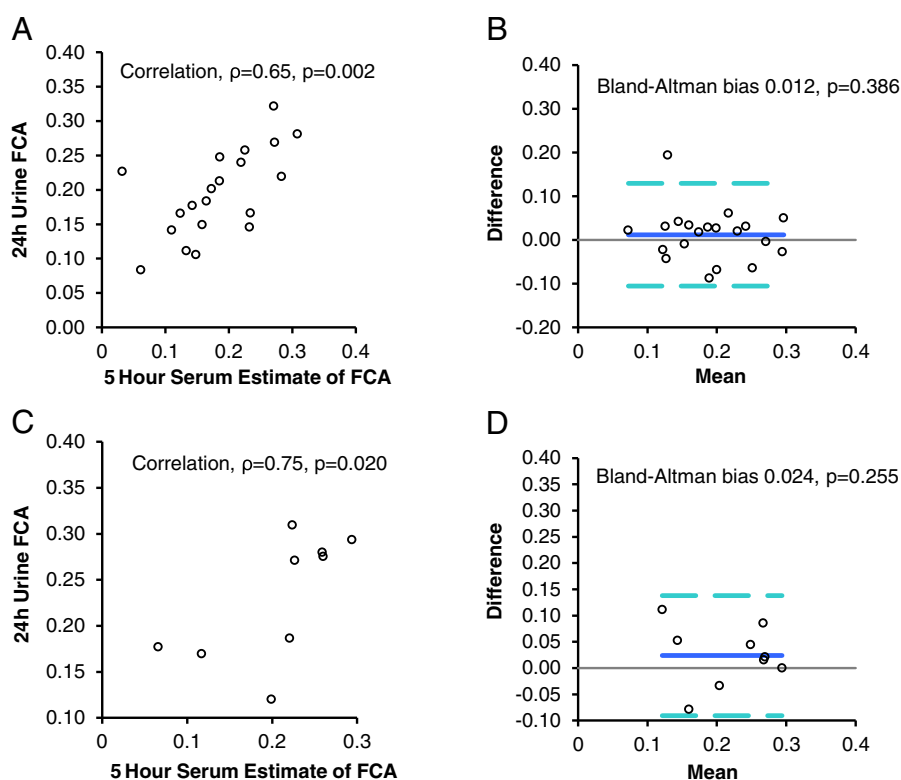 A
Correlation, ρ=0.65, p=0.002
24h Urine FCA
0.40
0.35
0.30
0.25
0.20
0.15
0.10
0.05
0.00
0 0.1 0.2 0.3 0.4
5 Hour Serum Estimate of FCA
B
Bland-Altman bias 0.012, p=0.386
Difference
0.40
0.30
0.20
0.10
0.00
-0.10
-0.20
0 0.1 0.2 0.3 0.4
Mean
C
Correlation, ρ=0.75, p=0.020
24h Urine FCA
0.40
0.35
0.30
0.25
0.20
0.15
0.10
0 0.1 0.2 0.3
5 Hour Serum Estimate of FCA
D
Bland-Altman bias 0.024, p=0.255
Difference
0.40
0.35
0.30
0.25
0.20
0.15
0.10
0.05
0.00
-0.05
-0.10
0 0.1 0.2 0.3 0.4
Mean